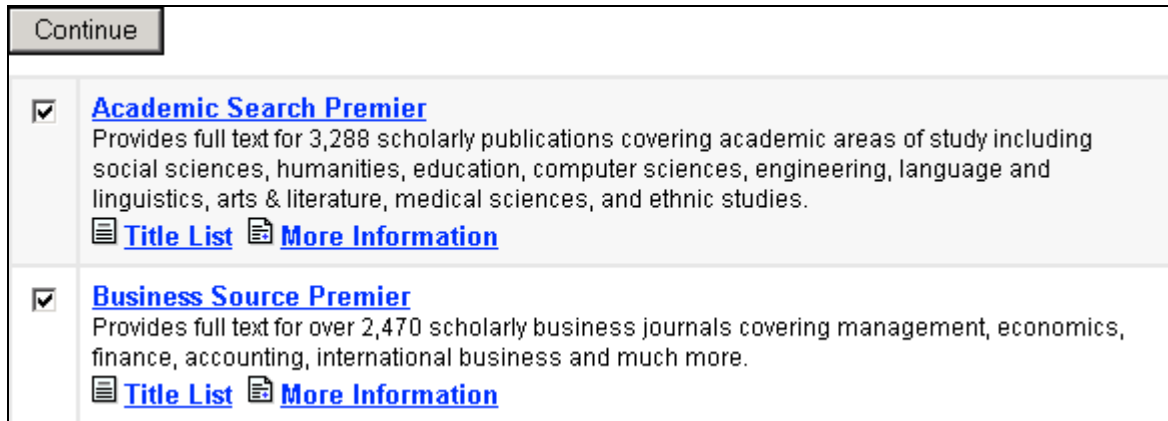 Continue
Academic Search Premier
Provides full text for 3,288 scholarly publications covering academic areas of study including
social sciences, humanities, education, computer sciences, engineering, language and
linguistics, arts & literature, medical sciences, and ethnic studies.
Title List More Information
Business Source Premier
Provides full text for over 2,470 scholarly business journals covering management, economics,
finance, accounting, international business and much more.
Title List More Information